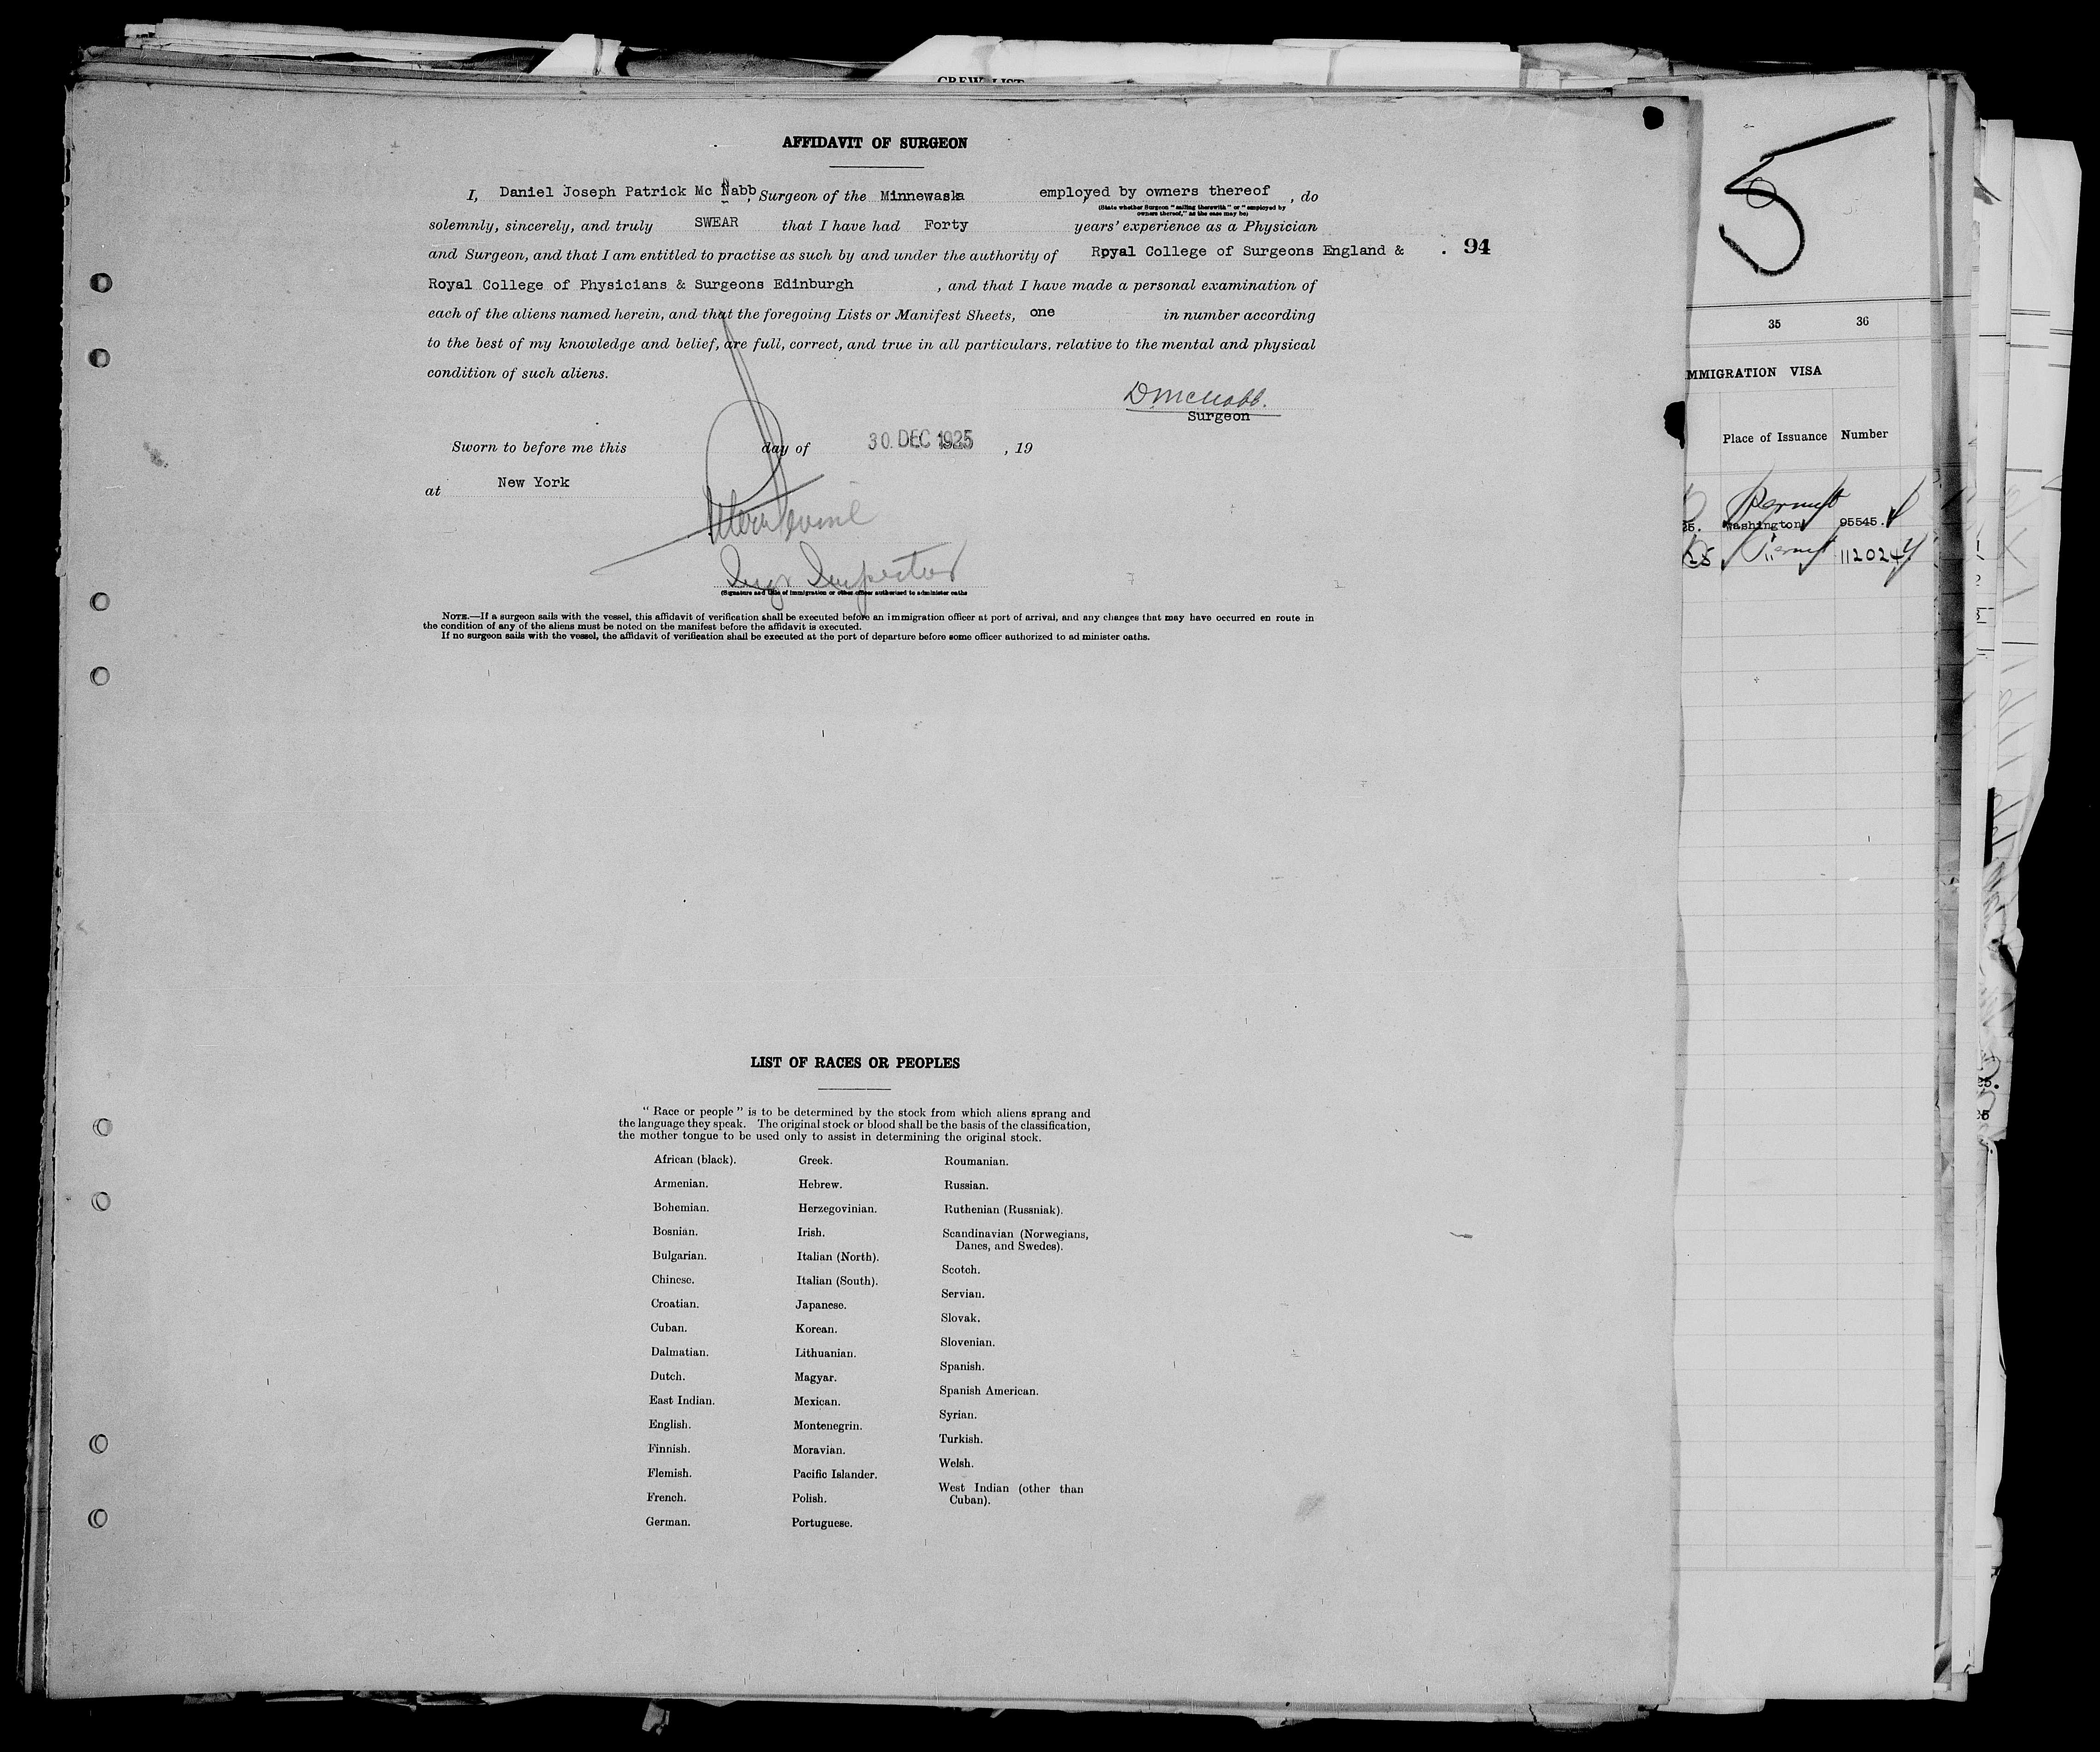 CREW LIST
AFFIDAVIT OF SURGEON
I, Daniel Joseph Patrick Mc Nabb, Surgeon of the Minnewaska employed by owners thereof, do
(State whether Surgeon "sailing therewith" or "employed by
owners thereof," as the case may be)
solemnly, sincerely, and truly SWEAR that I have had Forty years' experience as a Physician
and Surgeon, and that I am entitled to practise as such by and under the authority of Royal College of Surgeons England & . 94
Royal College of Physicians & Surgeons Edinburgh , and that I have made a personal examination of
each of the aliens named herein, and that the foregoing Lists or Manifest Sheets, one in number according
to the best of my knowledge and belief, are full, correct, and true in all particulars, relative to the mental and physical
condition of such aliens.
D McNabb.
Surgeon
Sworn to before me this day of 30. DEC 1925 , 19
at New York
Inspector
(Signature and title of immigration or other officer authorized to administer oaths
NOTE.—If a surgeon sails with the vessel, this affidavit of verification shall be executed before an immigration officer at port of arrival, and any changes that may have occurred en route in
the condition of any of the aliens must be noted on the manifest before the affidavit is executed.
If no surgeon sails with the vessel, the affidavit of verification shall be executed at the port of departure before some officer authorized to ad minister oaths.
LIST OF RACES OR PEOPLES
" Race or people " is to be determined by the stock from which aliens sprang and
the language they speak. The original stock or blood shall be the basis of the classification,
the mother tongue to be used only to assist in determining the original stock.
African (black).
Armenian.
Bohemian.
Bosnian.
Bulgarian.
Chinese.
Croatian.
Cuban.
Dalmatian.
Dutch.
East Indian.
English.
Finnish.
Flemish.
French.
German.
Greek.
Hebrew.
Herzegovinian.
Irish.
Italian (North).
Italian (South).
Japanese.
Korean.
Lithuanian.
Magyar.
Mexican.
Montenegrin.
Moravian.
Pacific Islander.
Polish.
Portuguese.
Roumanian.
Russian.
Ruthenian (Russniak).
Scandinavian (Norwegians,
Danes, and Swedes).
Scotch.
Servian.
Slovak.
Slovenian.
Spanish.
Spanish American.
Syrian.
Turkish.
Welsh.
West Indian (other than
Cuban).
5
35 36
MMIGRATION VISA
Place of Issuance Number
Permit
25. Washington 95545.
25 Permit 112024